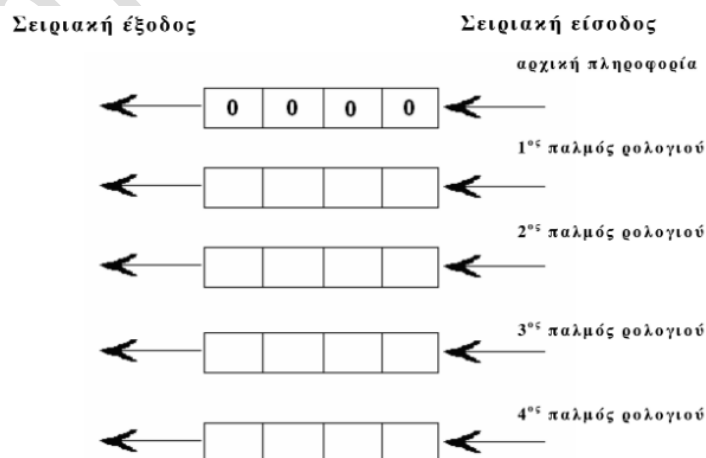 Σειριακή έξοδος Σειριακή είσοδος
αρχική πληροφορία
0 0 0 0
1ος παλμός ρολογιού
2ος παλμός ρολογιού
3ος παλμός ρολογιού
4ος παλμός ρολογιού